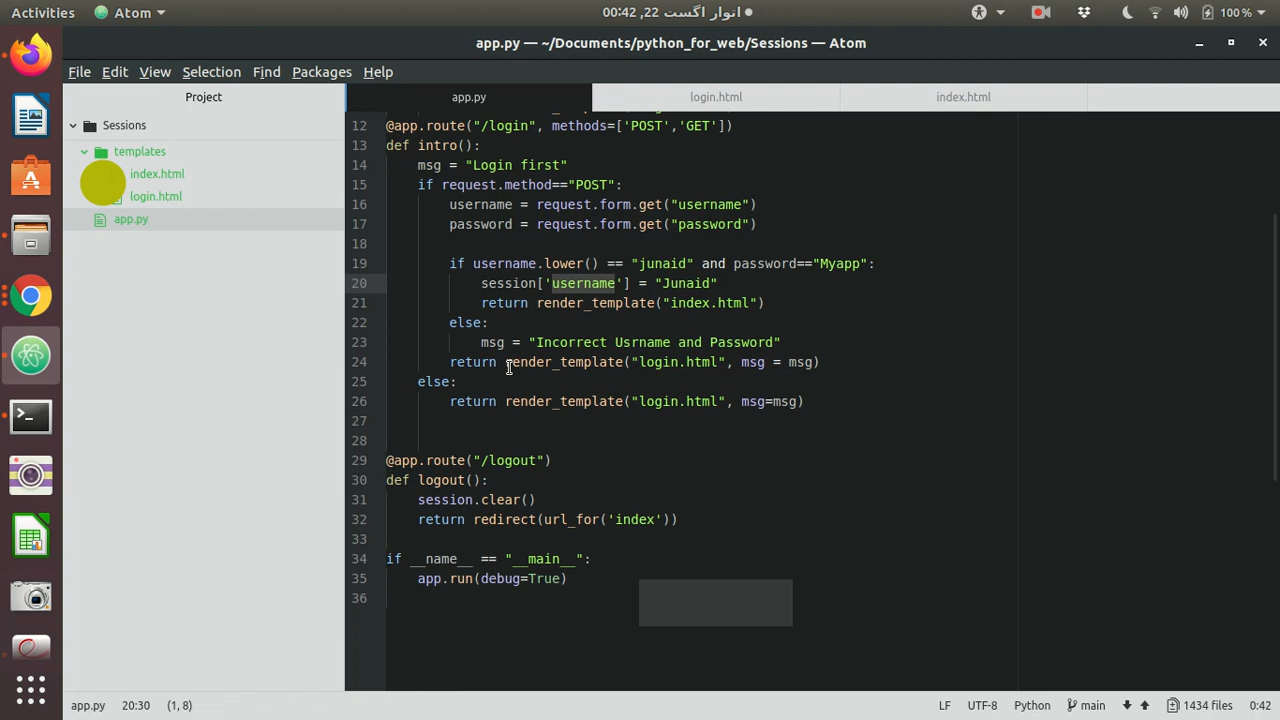 Activities
Atom
00:42 ,22 اتوار اگست
100 %
app.py — ~/Documents/python_for_web/Sessions — Atom
File Edit View Selection Find Packages Help
Project
app.py
login.html
index.html
Sessions
templates
index.html
login.html
app.py
12 @app.route("/login", methods=['POST','GET'])
13 def intro():
14 msg = "Login first"
15 if request.method=="POST":
16 username = request.form.get("username")
17 password = request.form.get("password")
18
19 if username.lower() == "junaid" and password=="Myapp":
20 session['username'] = "Junaid"
21 return render_template("index.html")
22 else:
23 msg = "Incorrect Usrname and Password"
24 return render_template("login.html", msg = msg)
25 else:
26 return render_template("login.html", msg=msg)
27
28
29 @app.route("/logout")
30 def logout():
31 session.clear()
32 return redirect(url_for('index'))
33
34 if __name__ == "__main__":
35 app.run(debug=True)
36
app.py 20:30 (1, 8) LF UTF-8 Python main 1434 files 0:42